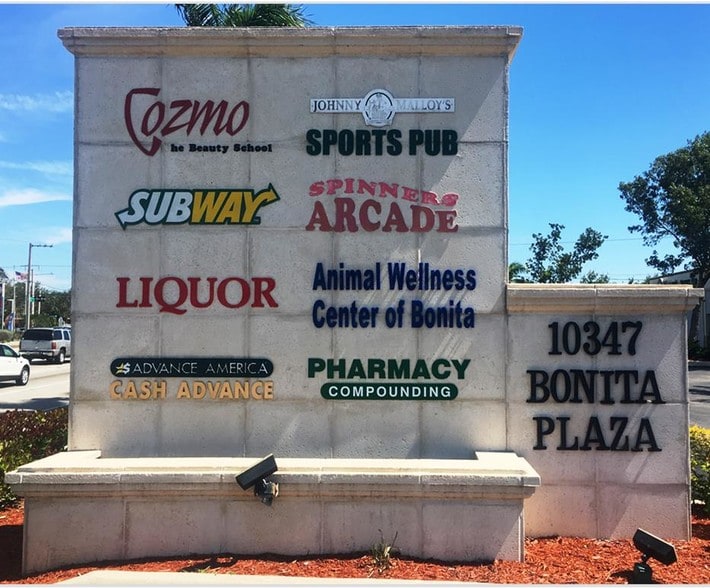 Cozmo
he Beauty School
SUBWAY
LIQUOR
ADVANCE AMERICA
CASH ADVANCE
JOHNNY MALLOY'S
SPORTS PUB
SPINNERS
ARCADE
Animal Wellness
Center of Bonita
PHARMACY
COMPOUNDING
10347
BONITA
PLAZA